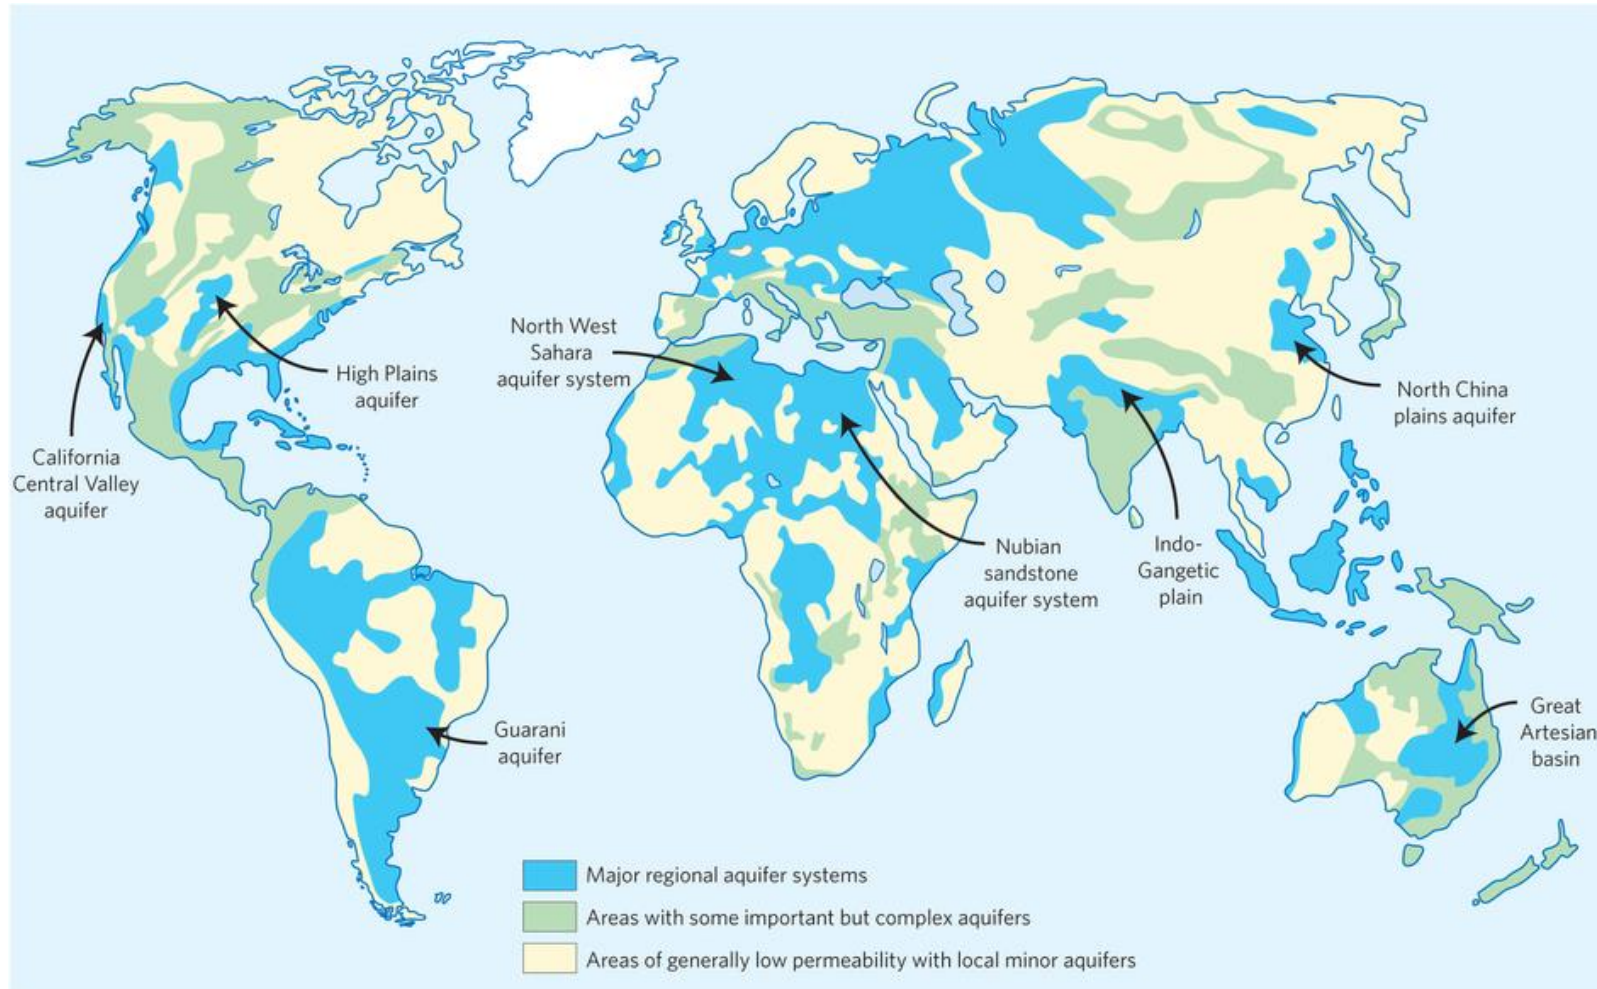 North West
Sahara
aquifer system
High Plains
aquifer
North China
plains aquifer
California
Central Valley
aquifer
Nubian
sandstone
aquifer system
Indo-
Gangetic
plain
Guarani
aquifer
Great
Artesian
basin
Major regional aquifer systems
Areas with some important but complex aquifers
Areas of generally low permeability with local minor aquifers